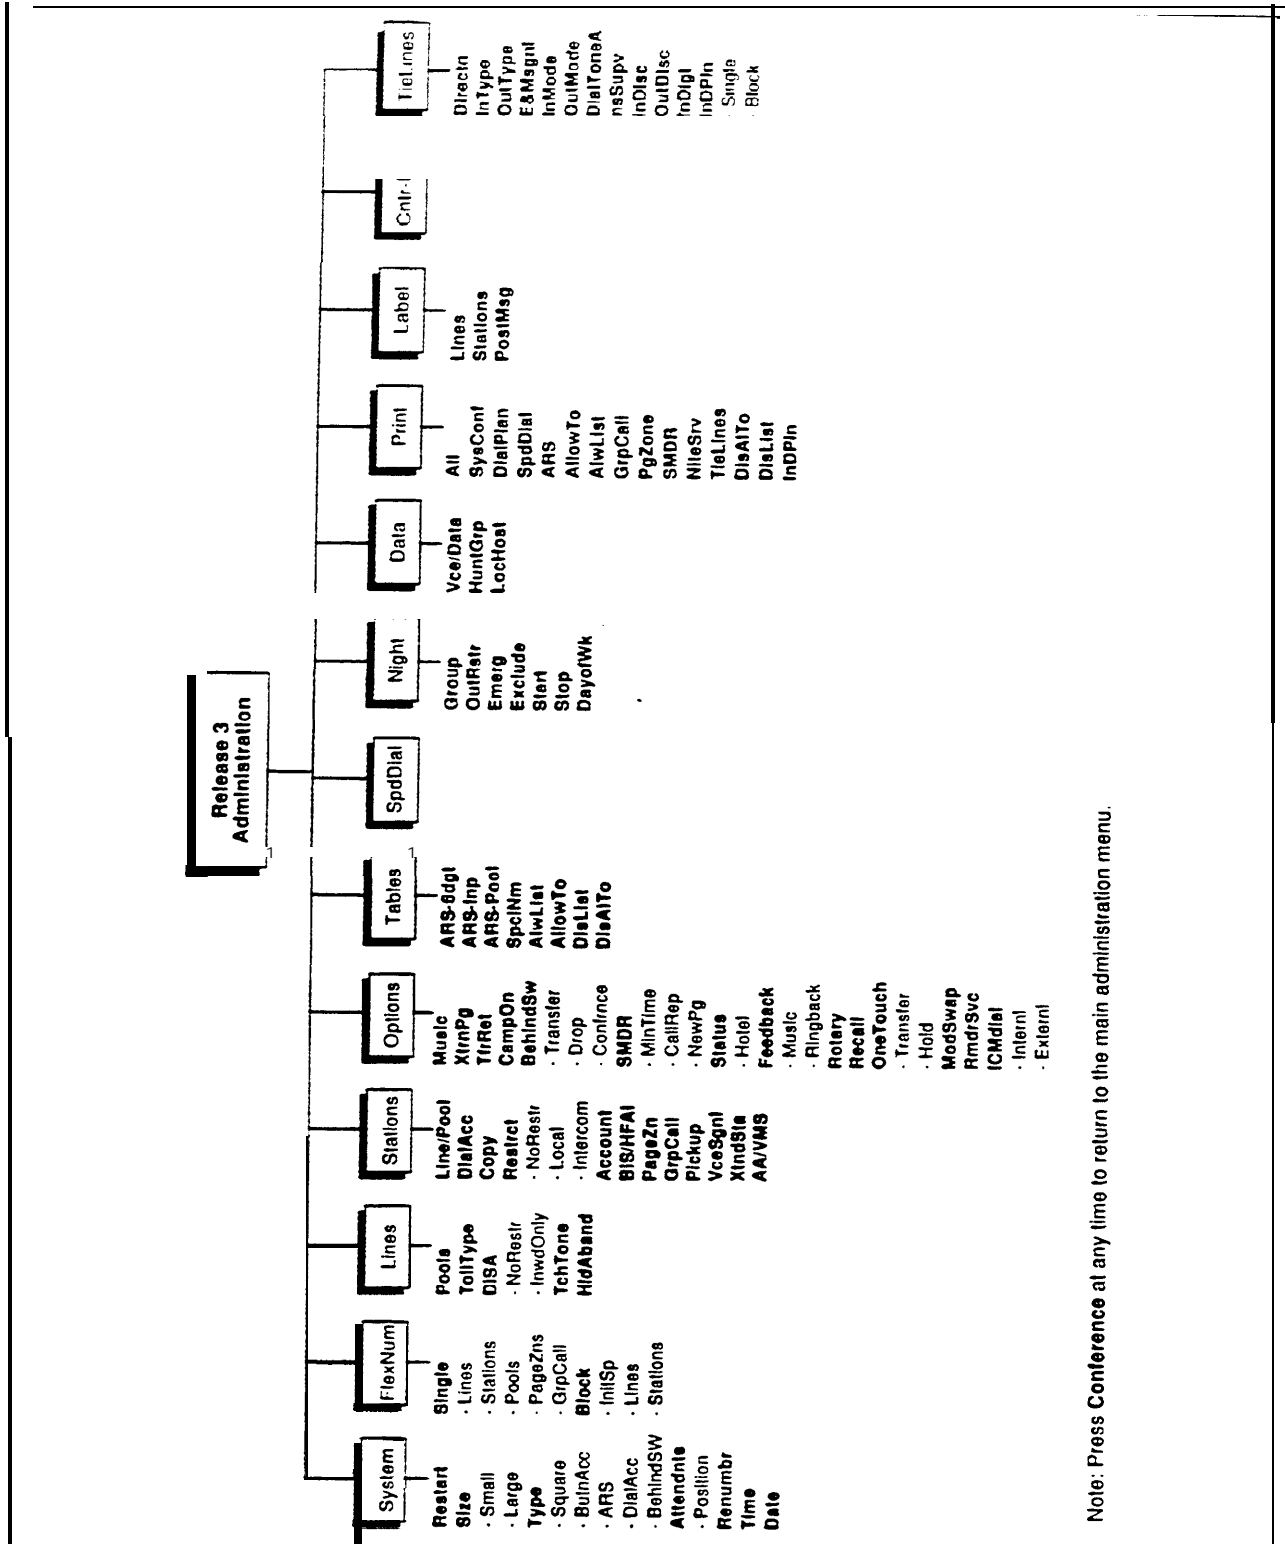 Release 3
Administration
System
Restart
Size
· Small
· Large
Type
· Square
· ButnAcc
· ARS
· DialAcc
· BehindSW
Attendnts
· Position
Renumbr
Time
Date
FlexNum
Single
· Lines
· Stations
· Pools
· PageZns
· GrpCall
Block
· InitSp
· Lines
· Stations
Lines
Pools
TollType
DISA
· NoRestr
· InwdOnly
TchTone
HldAband
Stations
Line/Pool
DialAcc
Copy
Restrct
· NoRestr
· Local
· Intercom
Account
BIS/HFAI
PageZn
GrpCall
Pickup
VceSgnl
XtndSta
AA/VMS
Options
Music
XtrnPg
TfrRet
CampOn
BehindSw
· Transfer
· Drop
· Confrnce
SMDR
· MinTime
· CallRep
· NewPg
Status
· Hotel
Feedback
· Music
· Ringback
Rotary
Recall
OneTouch
· Transfer
· Hold
ModSwap
RmdrSvc
ICMdial
· Internl
· Externl
Tables
ARS-6dgt
ARS-Inp
ARS-Pool
SpclNm
AlwList
AllowTo
DisList
DisAlTo
SpdDial
Night
Group
OutRstr
Emerg
Exclude
Start
Stop
DayofWk
Data
Vce/Data
HuntGrp
LocHost
Print
All
SysConf
DialPlan
SpdDial
ARS
AllowTo
AlwList
GrpCall
PgZone
SMDR
NiteSrv
TieLines
DisAlTo
DisList
InDPln
Label
Lines
Stations
PostMsg
Cntr-I
TieLines
Directn
InType
OutType
E&Msgnl
InMode
OutMode
DialToneA
nsSupv
InDisc
OutDisc
InDigt
InDPln
· Single
· Block
Note: Press Conference at any time to return to the main administration menu.